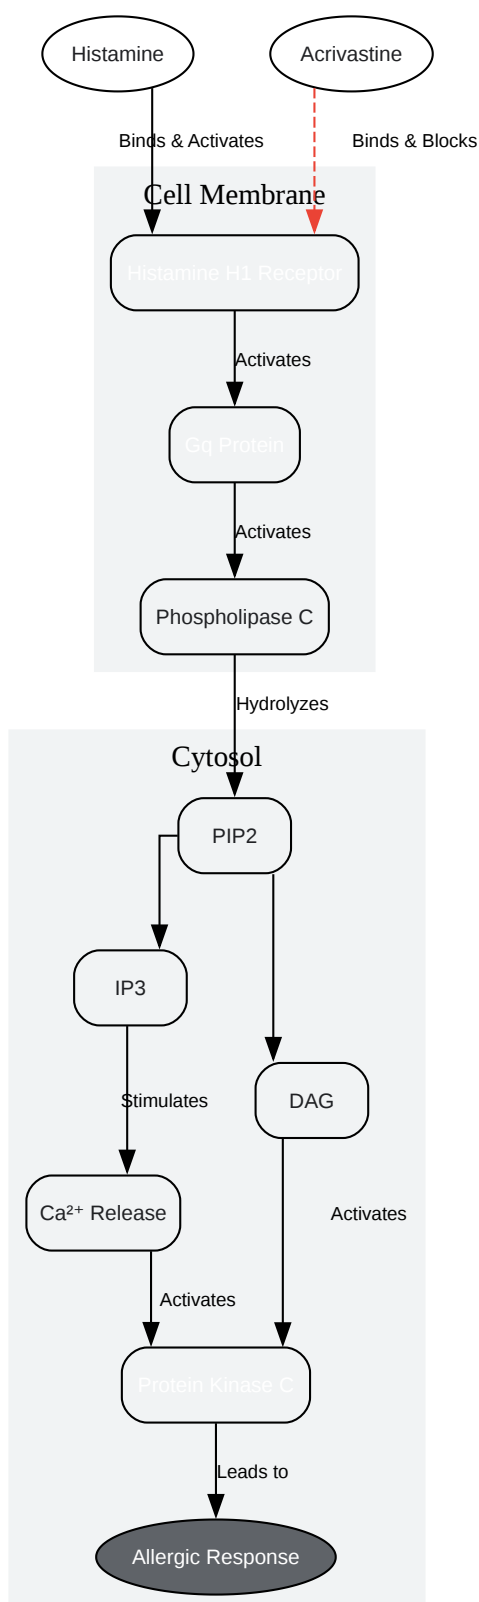 Histamine
Acrivastine
Binds & Activates
Binds & Blocks
Cell Membrane
Histamine H1 Receptor
Activates
Gq Protein
Activates
Phospholipase C
Hydrolyzes
Cytosol
PIP2
IP3
Stimulates
DAG
Ca²⁺ Release
Activates
Activates
Protein Kinase C
Leads to
Allergic Response